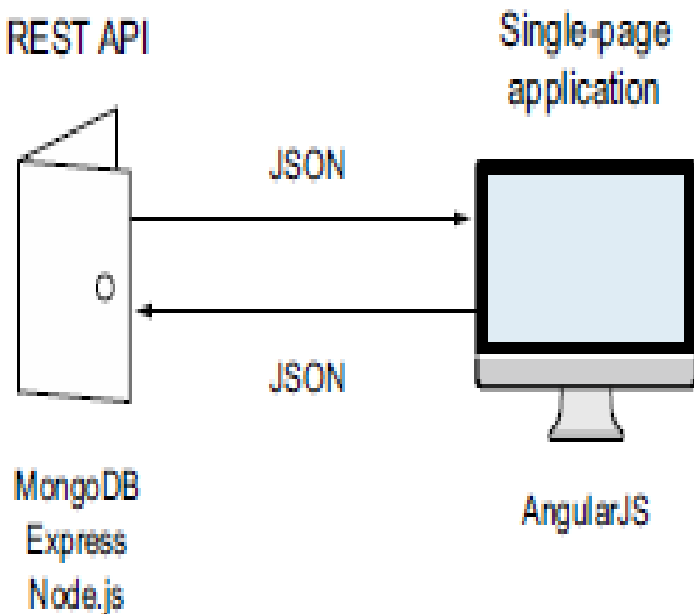 REST API
Single-page
application
JSON
JSON
MongoDB
Express
Node.js
AngularJS